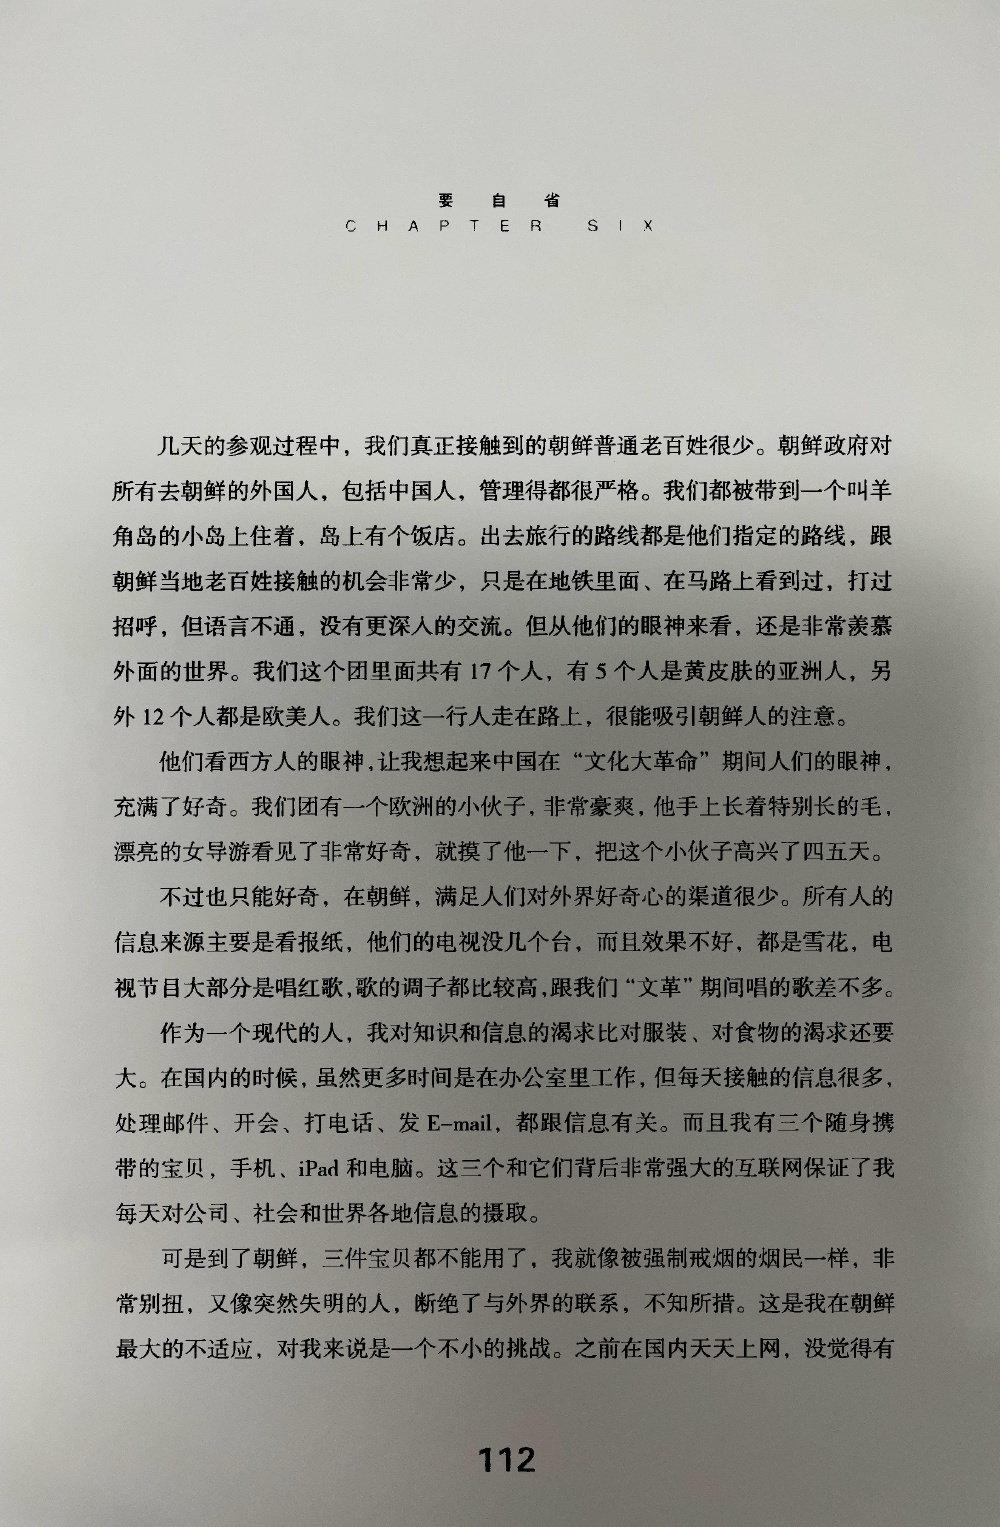 要自省
CHAPTER SIX
几天的参观过程中，我们真正接触到的朝鲜普通老百姓很少。朝鲜政府对
所有去朝鲜的外国人，包括中国人，管理得都很严格。我们都被带到一个叫羊
角岛的小岛上住着，岛上有个饭店。出去旅行的路线都是他们指定的路线，跟
朝鲜当地老百姓接触的机会非常少，只是在地铁里面、在马路上看到过，打过
招呼，但语言不通，没有更深入的交流。但从他们的眼神来看，还是非常羡慕
外面的世界。我们这个团里面共有 17 个人，有 5 个人是黄皮肤的亚洲人，另
外 12 个人都是欧美人。我们这一行人走在路上，很能吸引朝鲜人的注意。
他们看西方人的眼神，让我想起来中国在“文化大革命”期间人们的眼神，
充满了好奇。我们团有一个欧洲的小伙子，非常豪爽，他手上长着特别长的毛，
漂亮的女导游看见了非常好奇，就摸了他一下，把这个小伙子高兴了四五天。
不过也只能好奇，在朝鲜，满足人们对外界好奇心的渠道很少。所有人的
信息来源主要是看报纸，他们的电视没几个台，而且效果不好，都是雪花，电
视节目大部分是唱红歌，歌的调子都比较高，跟我们“文革”期间唱的歌差不多。
作为一个现代的人，我对知识和信息的渴求比对服装、对食物的渴求还要
大。在国内的时候，虽然更多时间是在办公室里工作，但每天接触的信息很多，
处理邮件、开会、打电话、发 E-mail，都跟信息有关。而且我有三个随身携
带的宝贝，手机、iPad 和电脑。这三个和它们背后非常强大的互联网保证了我
每天对公司、社会和世界各地信息的摄取。
可是到了朝鲜，三件宝贝都不能用了，我就像被强制戒烟的烟民一样，非
常别扭，又像突然失明的人，断绝了与外界的联系，不知所措。这是我在朝鲜
最大的不适应，对我来说是一个不小的挑战。之前在国内天天上网，没觉得有
112